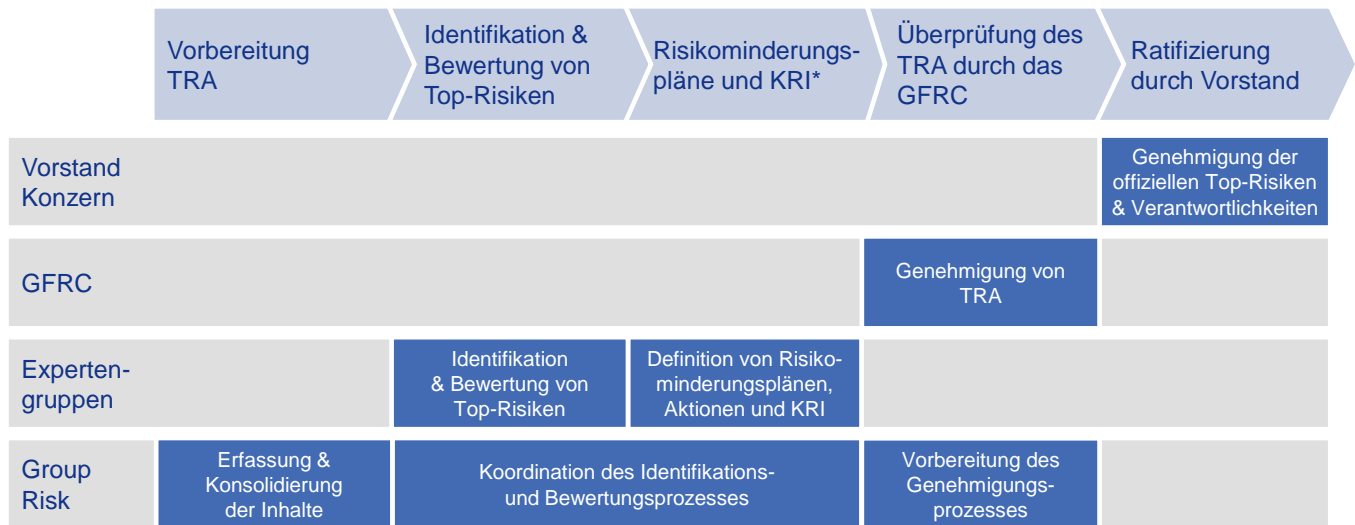 Vorbereitung
TRA
Identifikation &
Bewertung von
Top-Risiken
Risikominderungs-
pläne und KRI*
Überprüfung des
TRA durch das
GFRC
Ratifizierung
durch Vorstand
Vorstand
Konzern
Genehmigung der
offiziellen Top-Risiken
& Verantwortlichkeiten
GFRC
Genehmigung von
TRA
Experten-
gruppen
Identifikation
& Bewertung von
Top-Risiken
Definition von Risiko-
minderungsplänen,
Aktionen und KRI
Group
Risk
Erfassung &
Konsolidierung
der Inhalte
Koordination des Identifikations-
und Bewertungsprozesses
Vorbereitung des
Genehmigungs-
prozesses